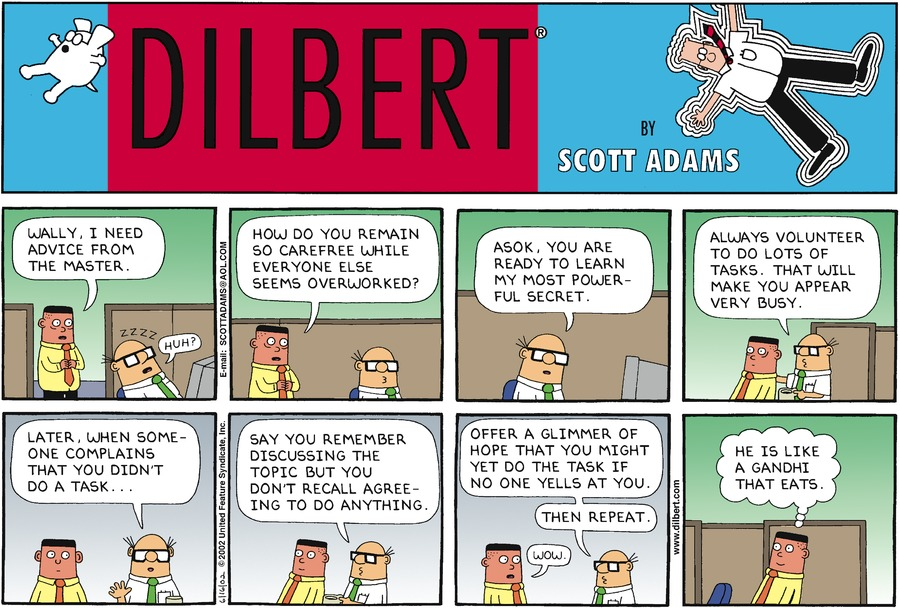 DILBERT®
BY
SCOTT ADAMS
WALLY, I NEED
ADVICE FROM
THE MASTER.
ZZZZ
HUH?
E-mail: SCOTTADAMS@AOL.COM
HOW DO YOU REMAIN
SO CAREFREE WHILE
EVERYONE ELSE
SEEMS OVERWORKED?
ASOK, YOU ARE
READY TO LEARN
MY MOST POWER-
FUL SECRET.
ALWAYS VOLUNTEER
TO DO LOTS OF
TASKS. THAT WILL
MAKE YOU APPEAR
VERY BUSY.
LATER, WHEN SOME-
ONE COMPLAINS
THAT YOU DIDN'T
DO A TASK...
6/16/02 ©2002 United Feature Syndicate, Inc.
SAY YOU REMEMBER
DISCUSSING THE
TOPIC BUT YOU
DON'T RECALL AGREE-
ING TO DO ANYTHING.
OFFER A GLIMMER OF
HOPE THAT YOU MIGHT
YET DO THE TASK IF
NO ONE YELLS AT YOU.
THEN REPEAT.
WOW.
www.dilbert.com
HE IS LIKE
A GANDHI
THAT EATS.